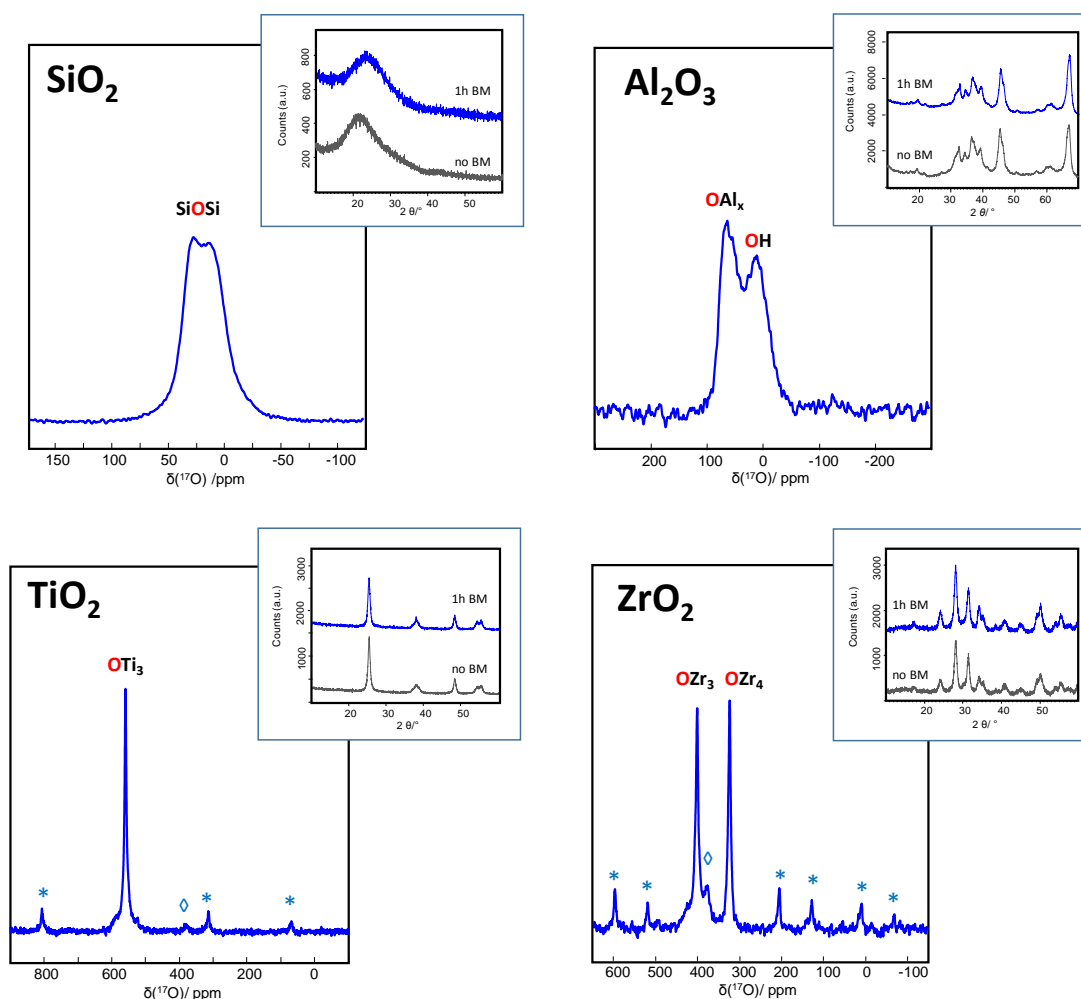 SiO₂
Counts (a.u.)
800
600
400
200
1h BM
no BM
20 30 40 50
2 θ/°
SiOSi
150 100 50 0 -50 -100
δ(¹⁷O) /ppm
Al₂O₃
Counts (a.u.)
8000
6000
4000
2000
1h BM
no BM
20 30 40 50 60
2 θ/ °
OAlₓ
OH
200 100 0 -100 -200
δ(¹⁷O)/ ppm
TiO₂
Counts (a.u.)
3000
2000
1000
1h BM
no BM
20 30 40 50
2 θ/°
OTi₃
* ◊ * *
800 600 400 200 0
δ(¹⁷O)/ ppm
ZrO₂
Counts (a.u.)
3000
2000
1000
1h BM
no BM
20 30 40 50
2 θ/ °
OZr₃ OZr₄
* * ◊ * * * *
600 500 400 300 200 100 0 -100
δ(¹⁷O)/ ppm